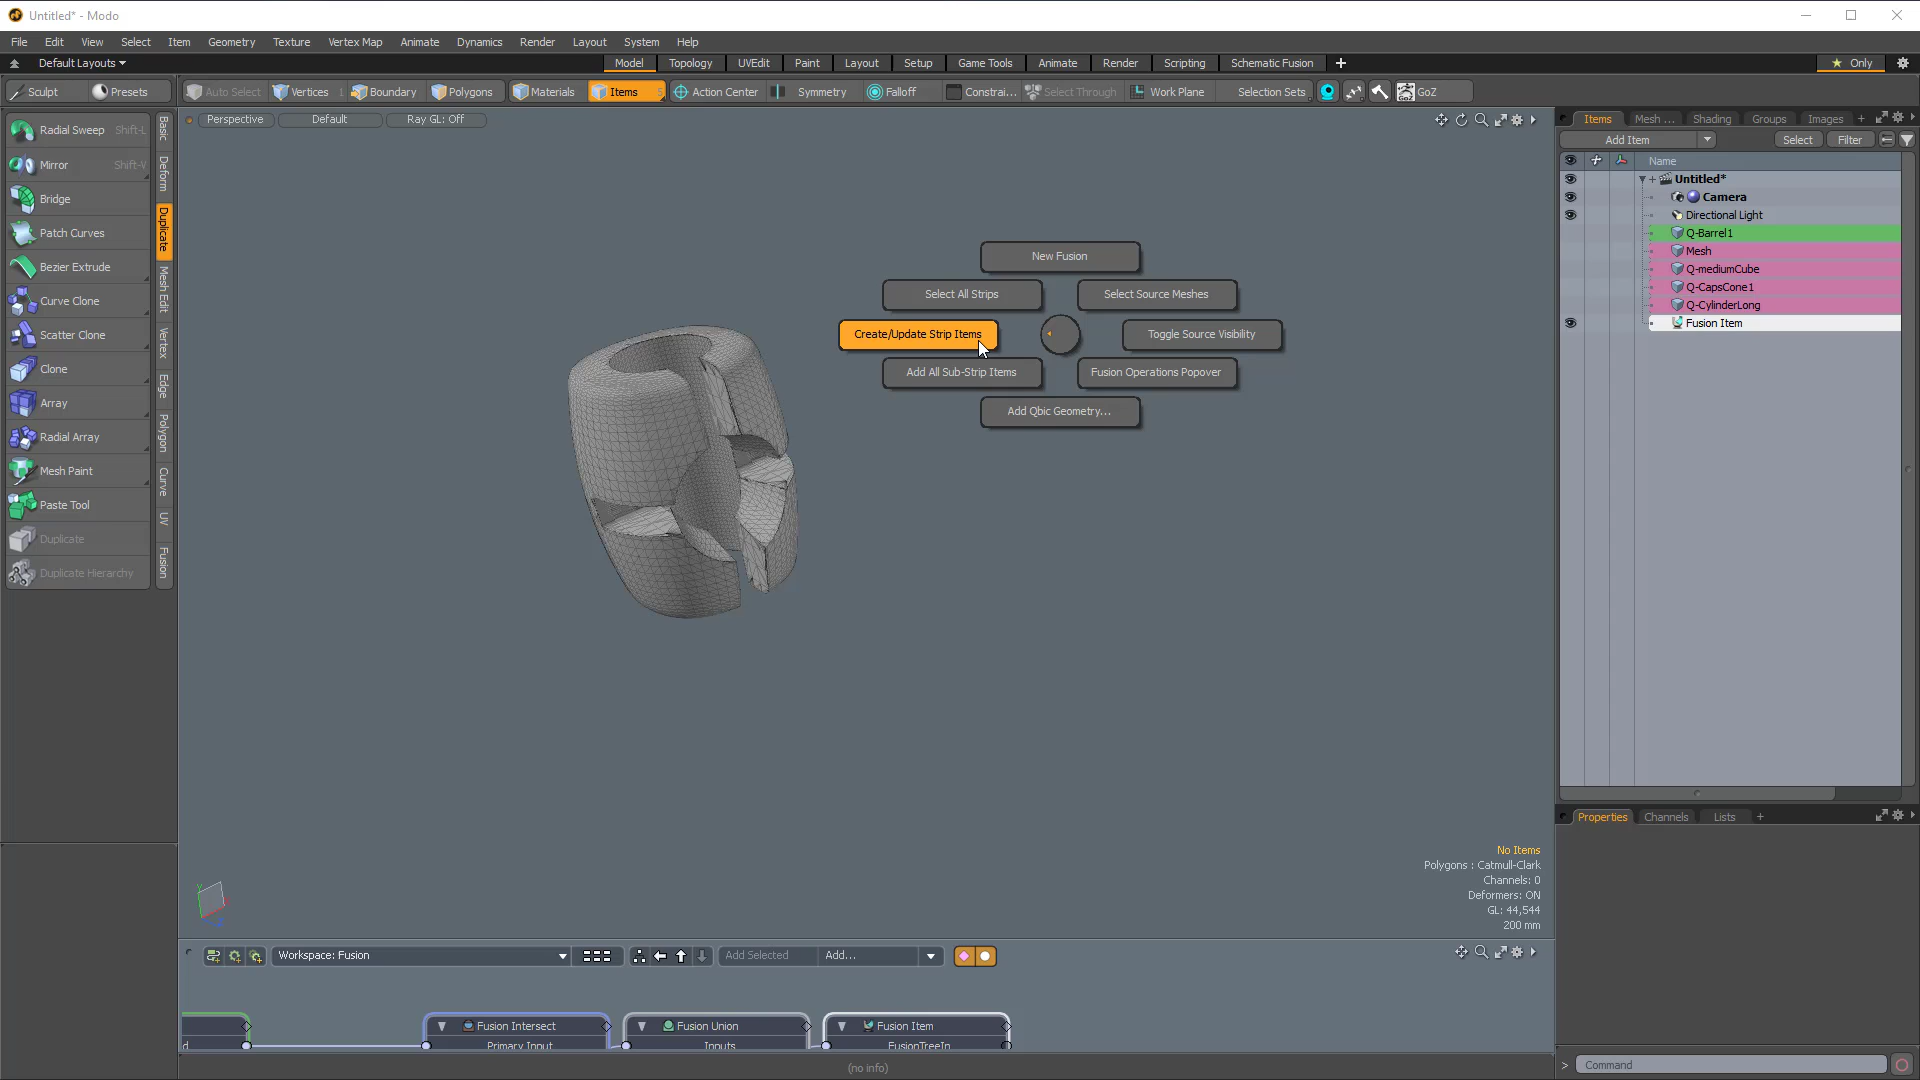 Untitled* - Modo
File Edit View Select Item Geometry Texture Vertex Map Animate Dynamics Render Layout System Help
Default Layouts Model Topology UVEdit Paint Layout Setup Game Tools Animate Render Scripting Schematic Fusion + Only
Sculpt Presets Auto Select Vertices 1 Boundary Polygons Materials Items 5 Action Center Symmetry Falloff Constrai... Select Through Work Plane Selection Sets GoZ
Perspective Default Ray GL: Off
Radial Sweep Shift-L
Mirror Shift-V
Bridge
Patch Curves
Bezier Extrude
Curve Clone
Scatter Clone
Clone
Array
Radial Array
Mesh Paint
Paste Tool
Duplicate
Duplicate Hierarchy
Basic
Deform
Duplicate
Mesh Edit
Vertex
Edge
Polygon
Curve
UV
Fusion
New Fusion
Select All Strips Select Source Meshes
Create/Update Strip Items Toggle Source Visibility
Add All Sub-Strip Items Fusion Operations Popover
Add Qbic Geometry...
Items Mesh ... Shading Groups Images +
Add Item Select Filter
Name
Untitled*
Camera
Directional Light
Q-Barrel1
Mesh
Q-mediumCube
Q-CapsCone1
Q-CylinderLong
Fusion Item
Properties Channels Lists +
No Items
Polygons : Catmull-Clark
Channels: 0
Deformers: ON
GL: 44,544
200 mm
Workspace: Fusion Add Selected Add...
Fusion Intersect Fusion Union Fusion Item
d Primary Input Inputs FusionTreeIn
(no info)
> Command